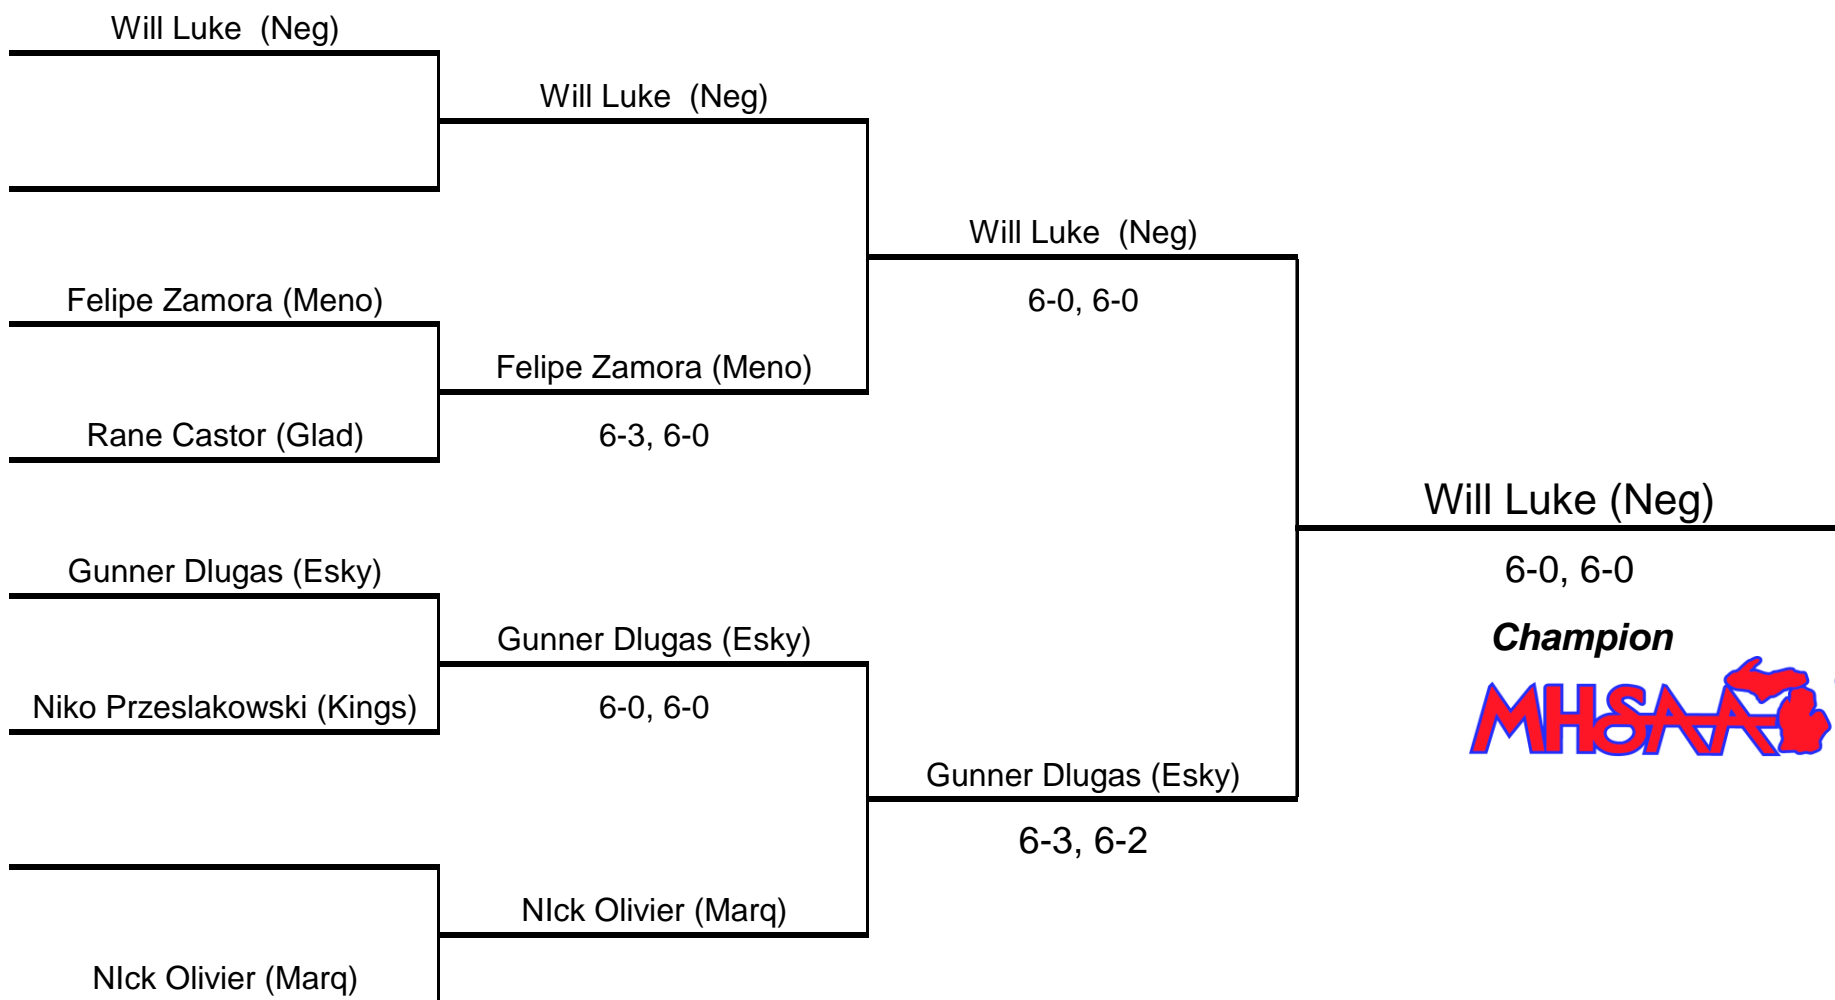 Will Luke  (Neg)
Will Luke  (Neg)
Will Luke  (Neg)
Felipe Zamora (Meno)
6-0, 6-0
Felipe Zamora (Meno)
Rane Castor (Glad)
6-3, 6-0
Will Luke (Neg)
Gunner Dlugas (Esky)
6-0, 6-0
Gunner Dlugas (Esky)
Champion
Niko Przeslakowski (Kings)
6-0, 6-0
MHSAA
Gunner Dlugas (Esky)
6-3, 6-2
NIck Olivier (Marq)
NIck Olivier (Marq)